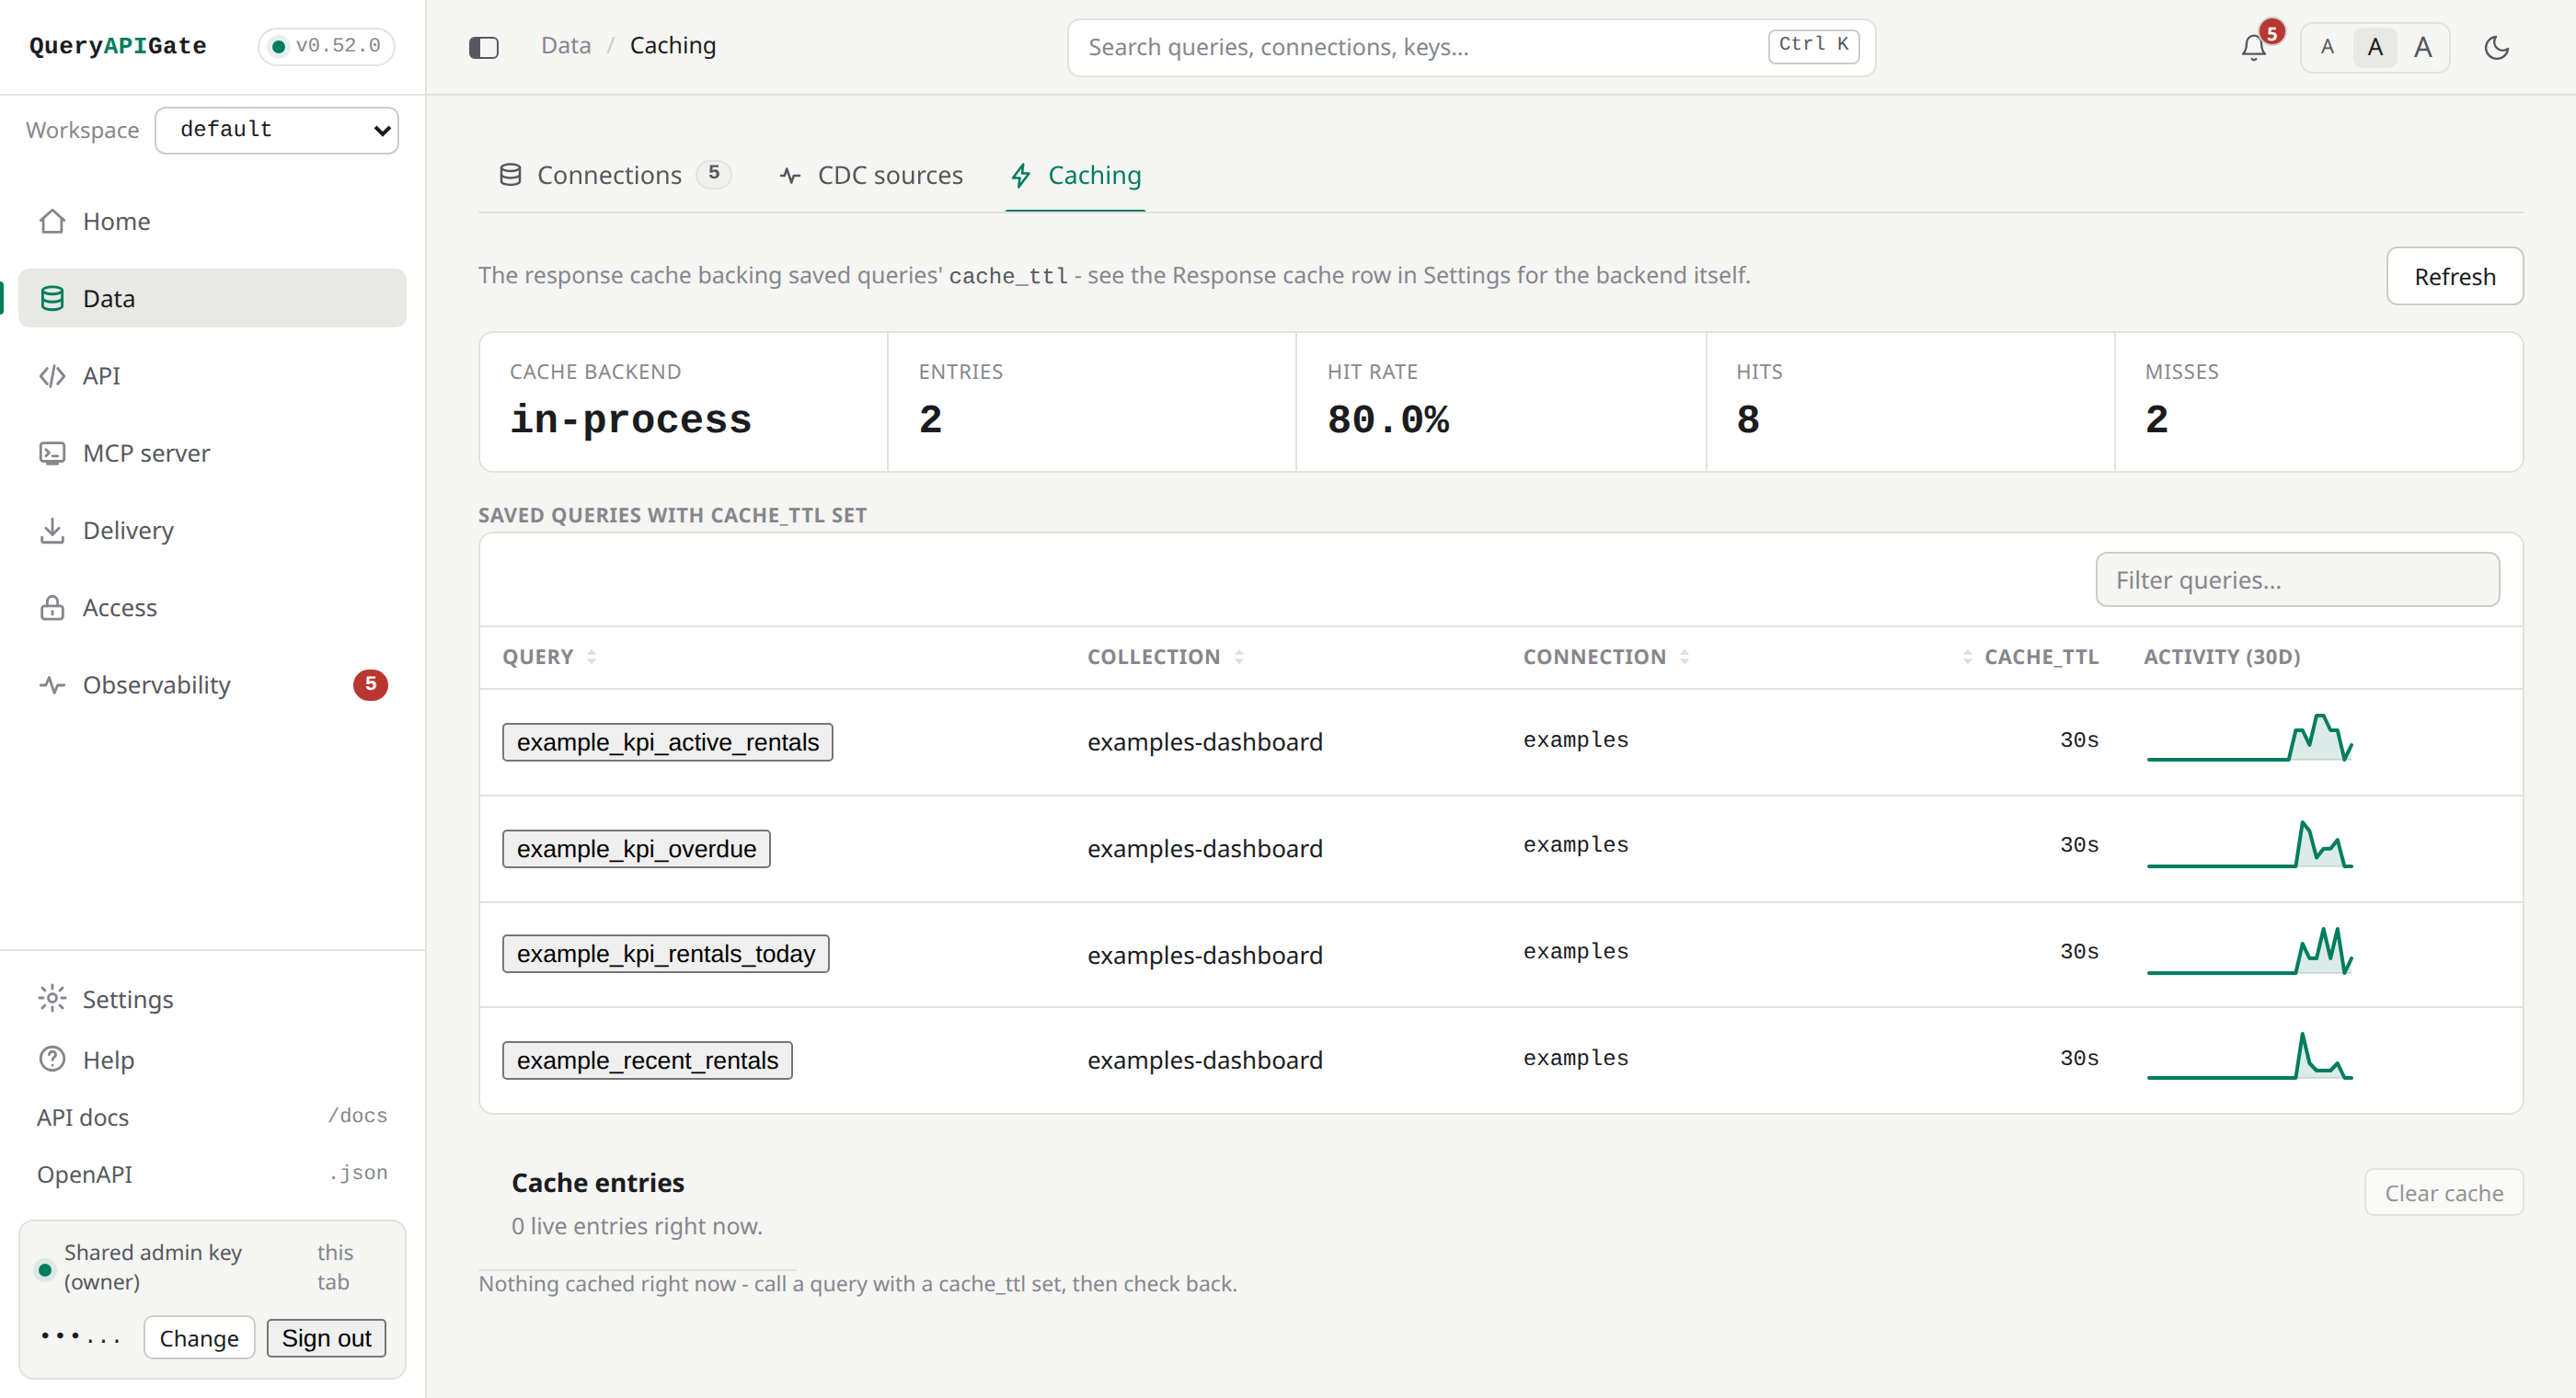 QueryAPIGate v0.52.0
Data / Caching
Search queries, connections, keys... Ctrl K
5
A A A
Workspace default
Home
Data
API
MCP server
Delivery
Access
Observability 5
Settings
Help
API docs /docs
OpenAPI .json
Shared admin key (owner) this tab
•••... Change Sign out
Connections 5 CDC sources Caching
The response cache backing saved queries' cache_ttl - see the Response cache row in Settings for the backend itself. Refresh
CACHE BACKEND ENTRIES HIT RATE HITS MISSES
in-process 2 80.0% 8 2
SAVED QUERIES WITH CACHE_TTL SET
Filter queries...
QUERY COLLECTION CONNECTION CACHE_TTL ACTIVITY (30D)
example_kpi_active_rentals examples-dashboard examples 30s
example_kpi_overdue examples-dashboard examples 30s
example_kpi_rentals_today examples-dashboard examples 30s
example_recent_rentals examples-dashboard examples 30s
Cache entries Clear cache
0 live entries right now.
Nothing cached right now - call a query with a cache_ttl set, then check back.